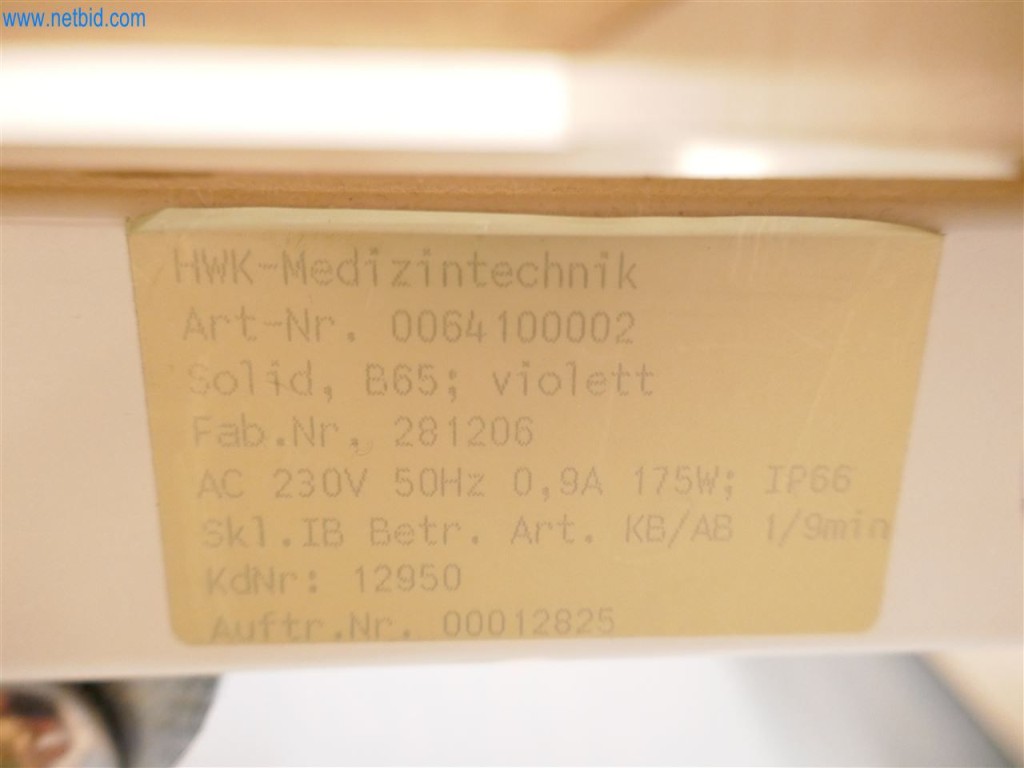 www.netbid.com
HWK-Medizintechnik
Art-Nr. 0064100002
Solid, B65; violett
Fab.Nr. 281206
AC 230V 50Hz 0,9A 175W; IP66
Skl.IB Betr. Art. KB/AB 1/9min
KdNr: 12950
Auftr.Nr. 00012825